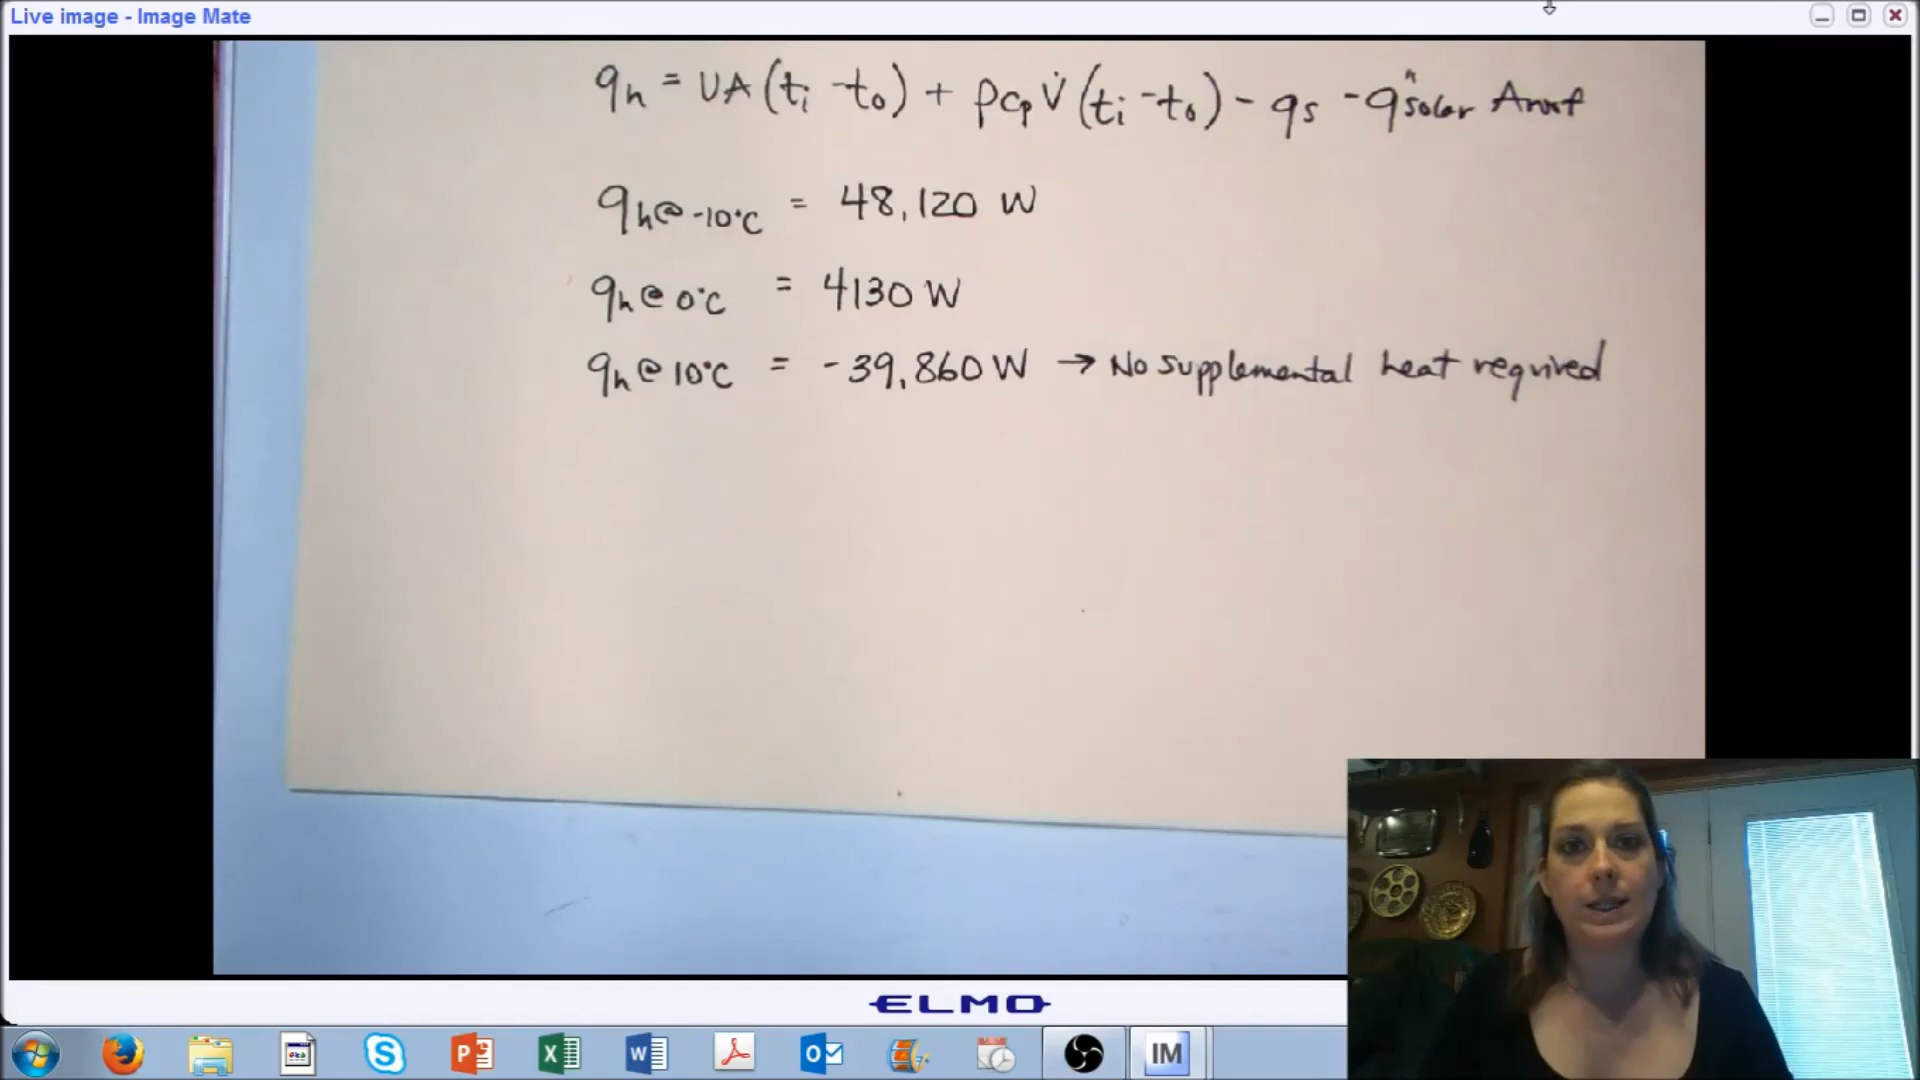 Live image - Image Mate
qh = UA(ti - to) + ρcpV̇(ti - to) - qs - q"solar Aroof
qh@-10°C = 48,120 W
qh@0°C = 4130 W
qh@10°C = -39,860 W → No supplemental heat required
ELMO
IM